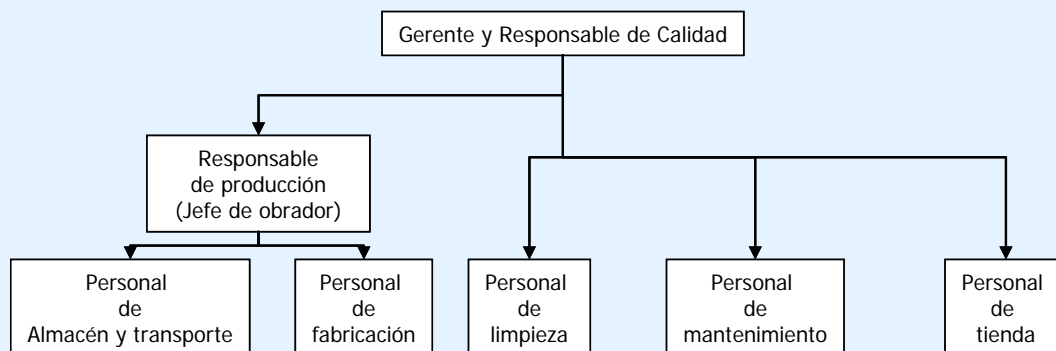 Gerente y Responsable de Calidad
Responsable
de producción
(Jefe de obrador)
Personal
de
Almacén y transporte
Personal
de
fabricación
Personal
de
limpieza
Personal
de
mantenimiento
Personal
de
tienda